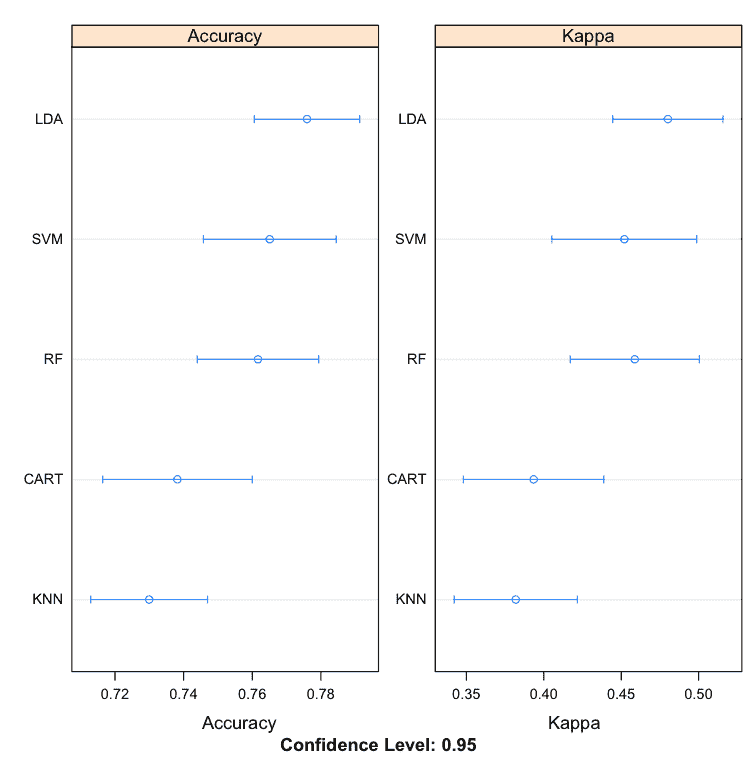 Accuracy
Kappa
LDA
LDA
SVM
SVM
RF
RF
CART
CART
KNN
KNN
0.72 0.74 0.76 0.78
0.35 0.40 0.45 0.50
Accuracy
Kappa
Confidence Level: 0.95